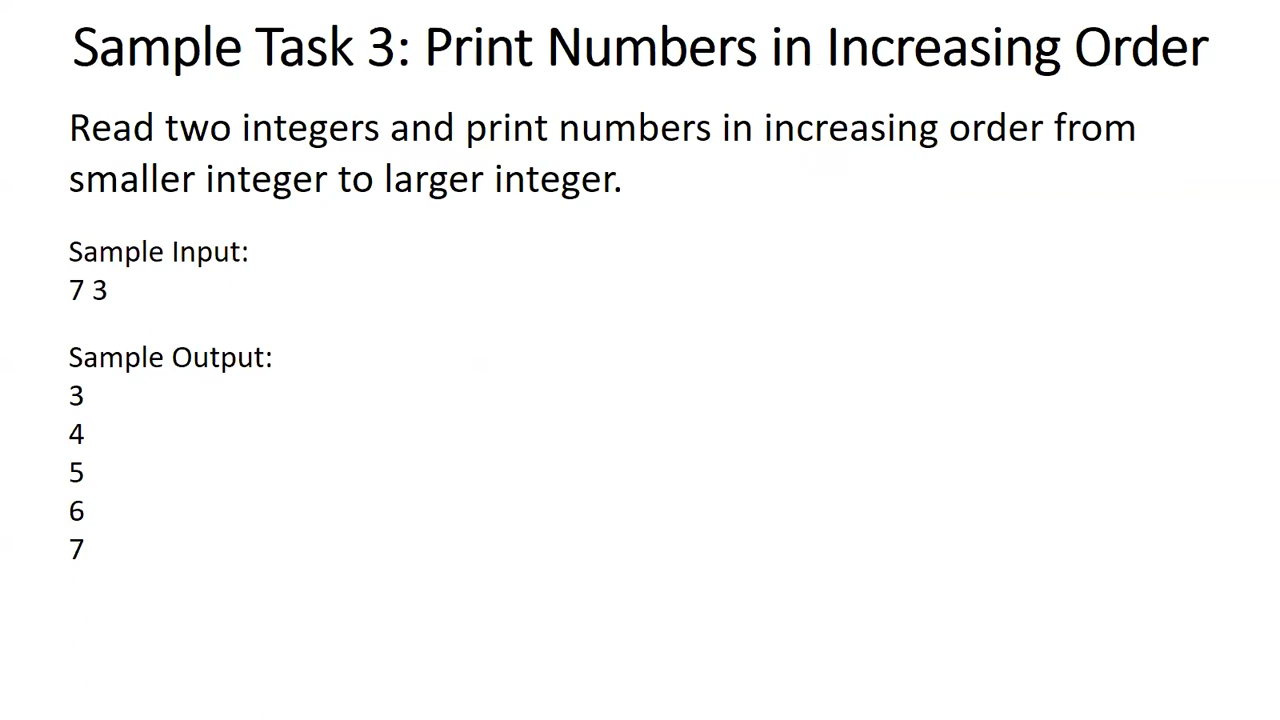 Sample Task 3: Print Numbers in Increasing Order
Read two integers and print numbers in increasing order from
smaller integer to larger integer.
Sample Input:
7 3
Sample Output:
3
4
5
6
7